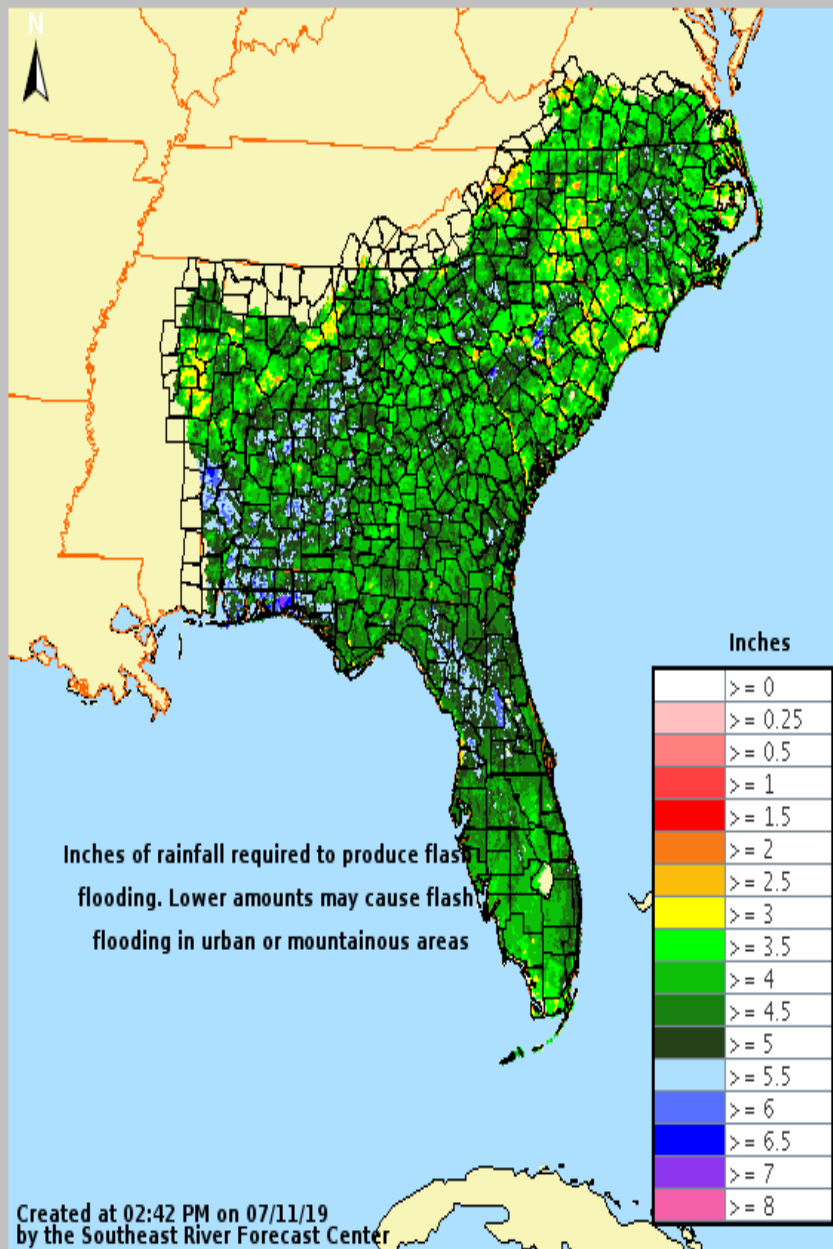 N
Inches
>= 0
>= 0.25
>= 0.5
>= 1
>= 1.5
>= 2
>= 2.5
>= 3
>= 3.5
>= 4
>= 4.5
>= 5
>= 5.5
>= 6
>= 6.5
>= 7
>= 8
Inches of rainfall required to produce flash
flooding. Lower amounts may cause flash
flooding in urban or mountainous areas
Created at 02:42 PM on 07/11/19
by the Southeast River Forecast Center